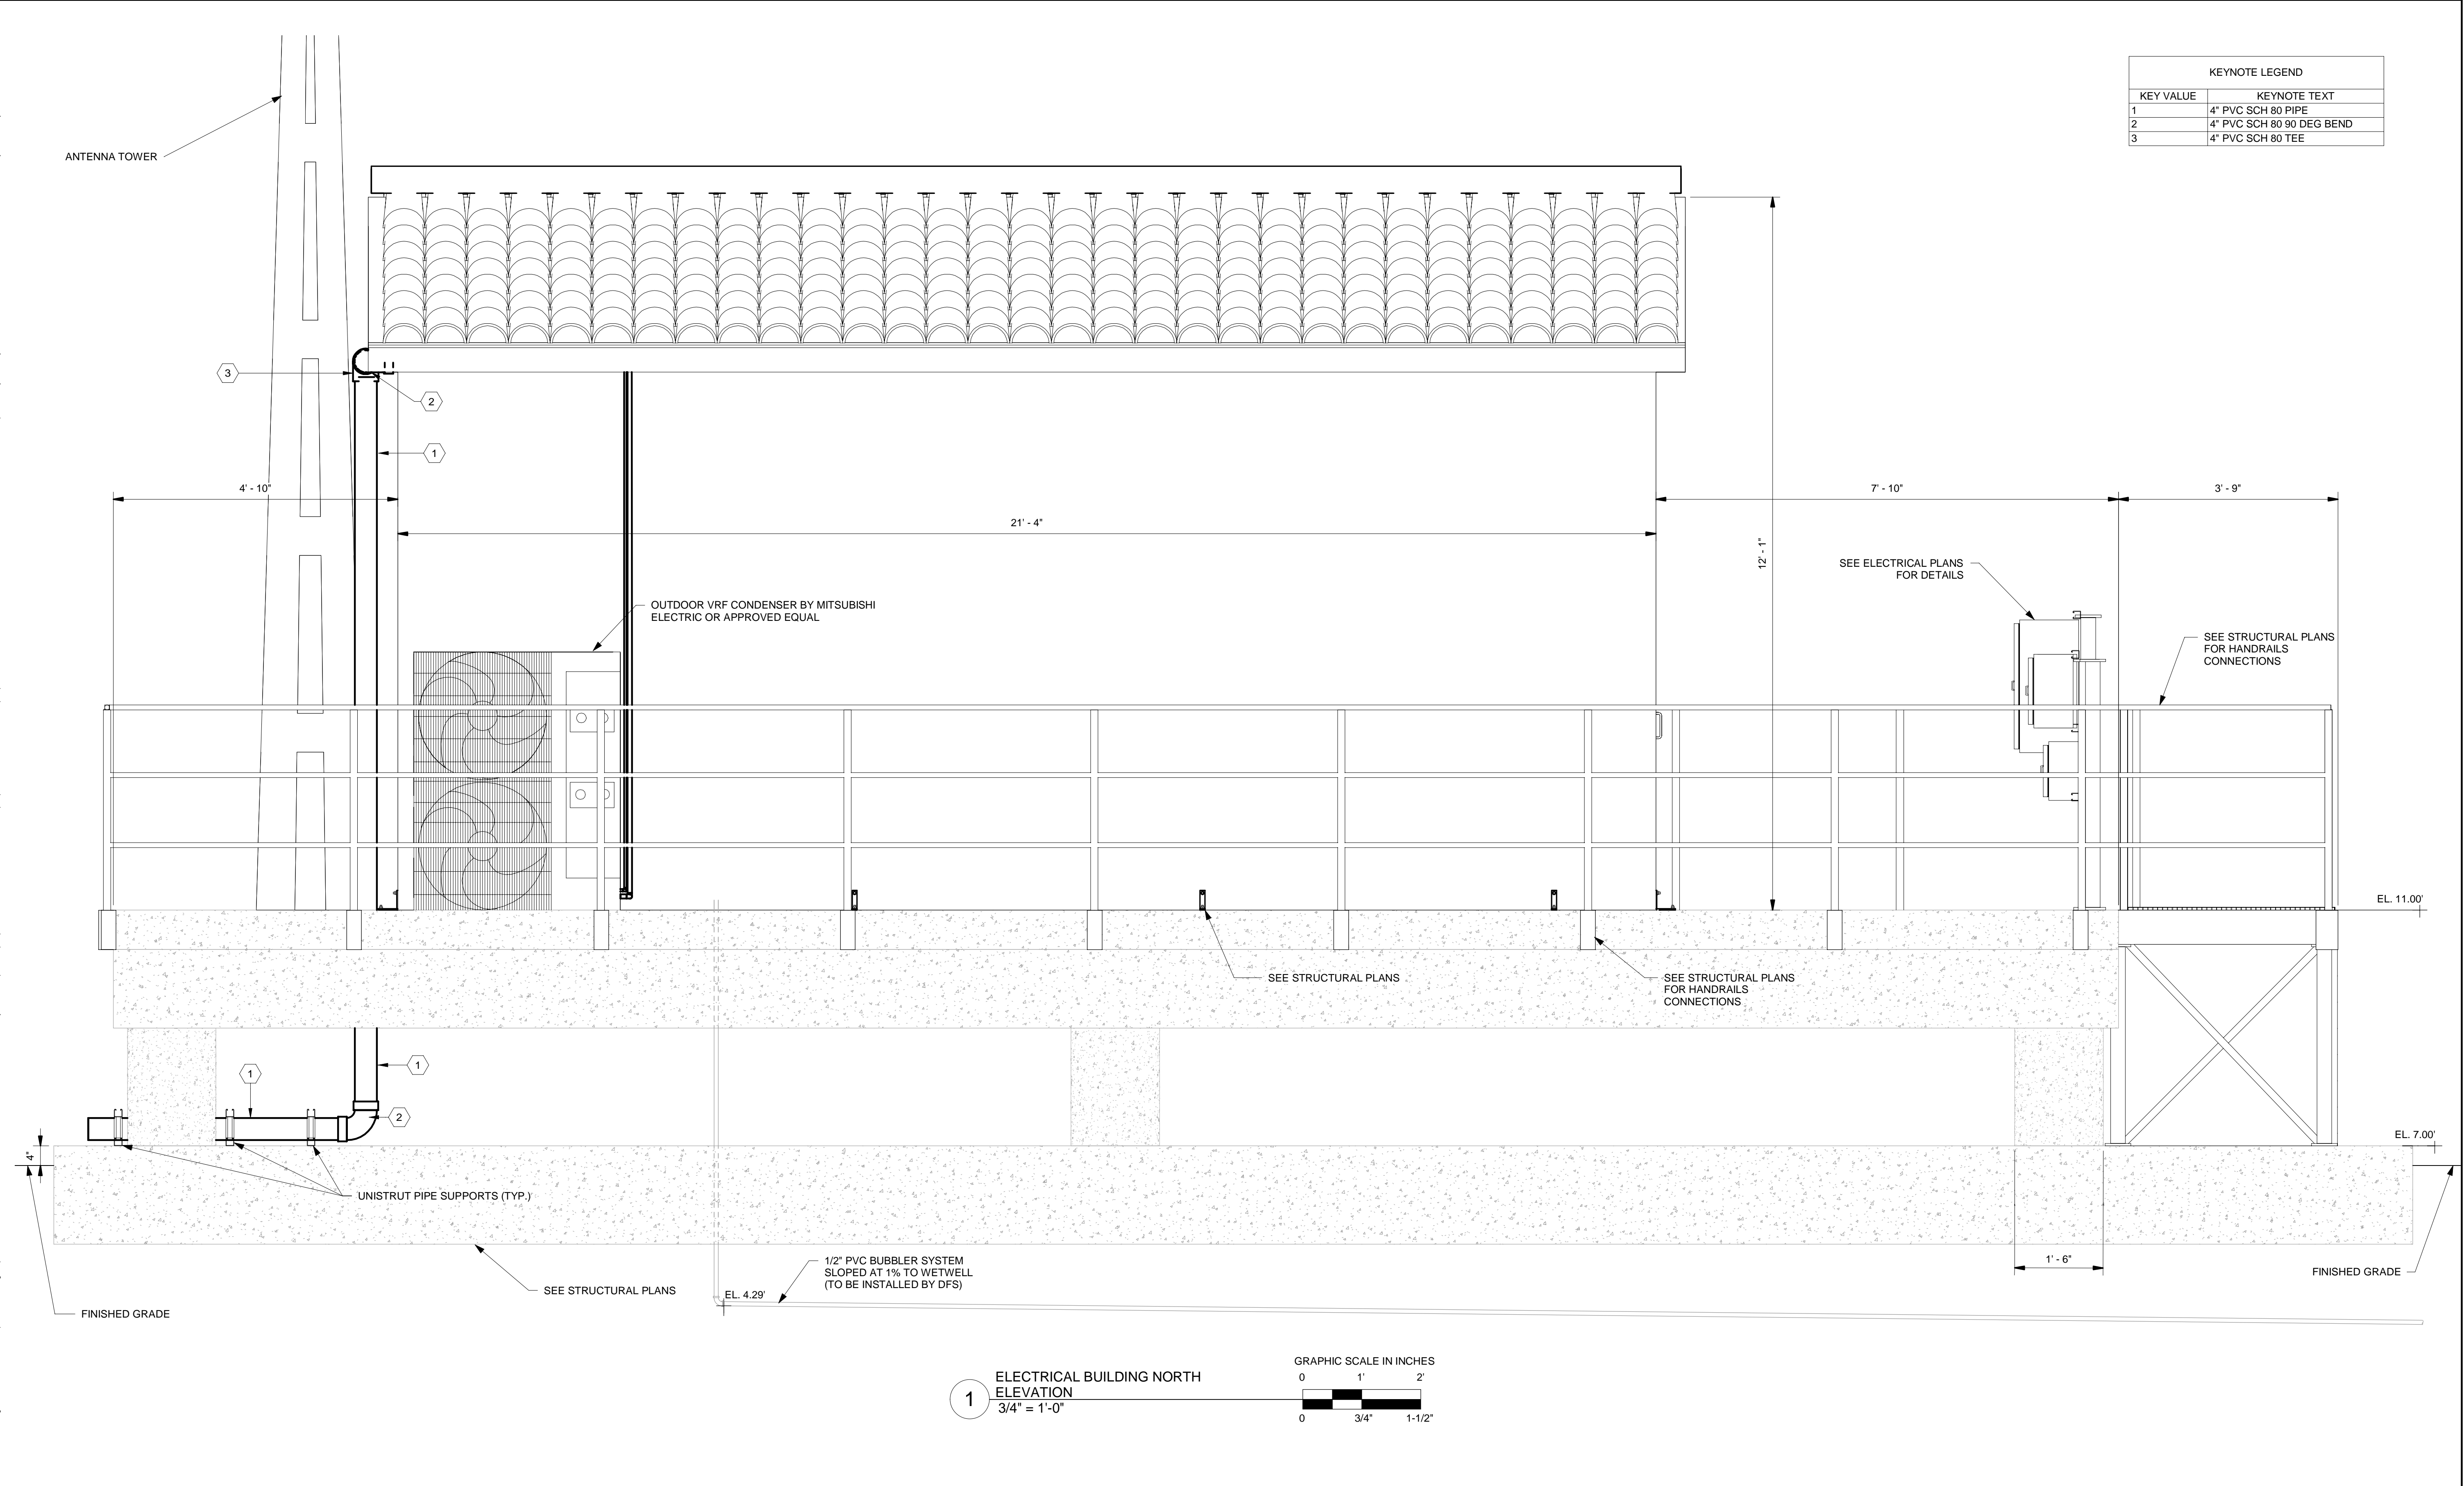 KEYNOTE LEGEND
KEY VALUE KEYNOTE TEXT
1 4" PVC SCH 80 PIPE
2 4" PVC SCH 80 90 DEG BEND
3 4" PVC SCH 80 TEE
ANTENNA TOWER
3
2
1
4' - 10"
7' - 10"
3' - 9"
21' - 4"
12' - 1"
SEE ELECTRICAL PLANS
FOR DETAILS
OUTDOOR VRF CONDENSER BY MITSUBISHI
ELECTRIC OR APPROVED EQUAL
SEE STRUCTURAL PLANS
FOR HANDRAILS
CONNECTIONS
EL. 11.00'
SEE STRUCTURAL PLANS
SEE STRUCTURAL PLANS
FOR HANDRAILS
CONNECTIONS
1
1
2
EL. 7.00'
4"
UNISTRUT PIPE SUPPORTS (TYP.)
1/2" PVC BUBBLER SYSTEM
SLOPED AT 1% TO WETWELL
(TO BE INSTALLED BY DFS)
1' - 6"
FINISHED GRADE
SEE STRUCTURAL PLANS
EL. 4.29'
FINISHED GRADE
1
ELECTRICAL BUILDING NORTH
ELEVATION
3/4" = 1'-0"
GRAPHIC SCALE IN INCHES
0 1' 2'
0 3/4" 1-1/2"